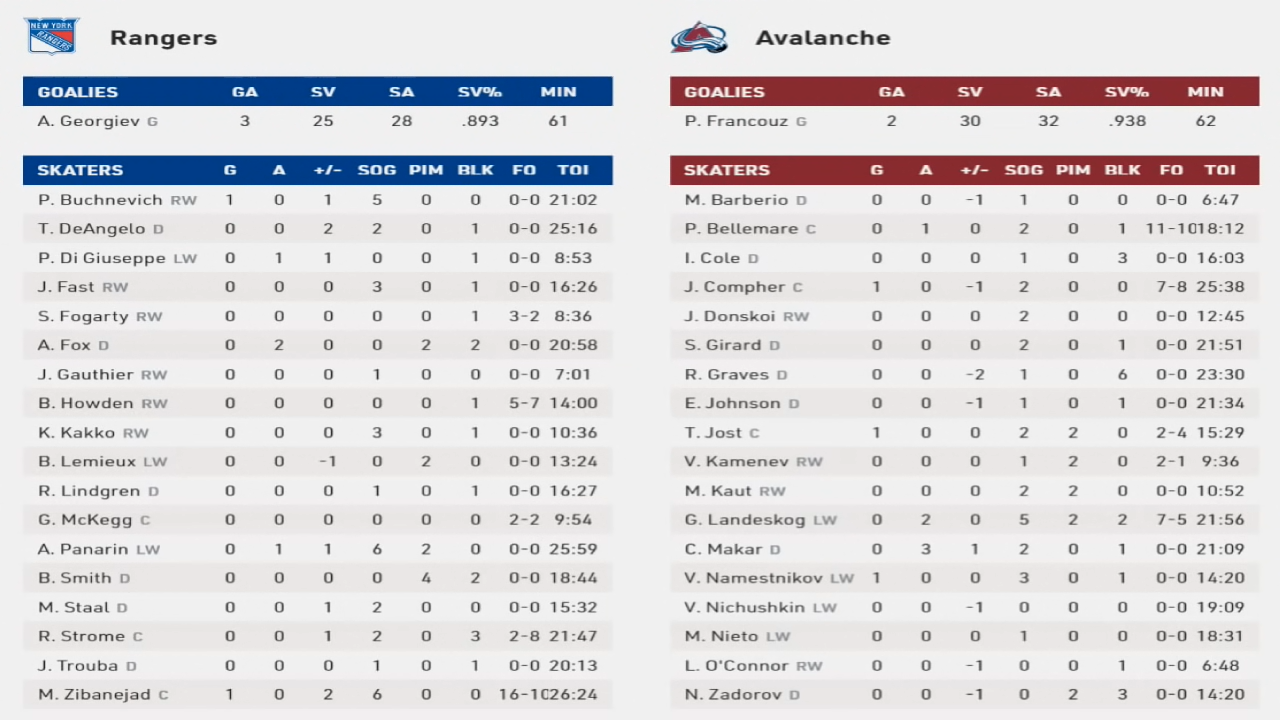 NEW YORK
RANGERS
Rangers
GOALIES GA SV SA SV% MIN
A. Georgiev G 3 25 28 .893 61
SKATERS G A +/- SOG PIM BLK FO TOI
P. Buchnevich RW 1 0 1 5 0 0 0-0 21:02
T. DeAngelo D 0 0 2 2 0 1 0-0 25:16
P. Di Giuseppe LW 0 1 1 0 0 1 0-0 8:53
J. Fast RW 0 0 0 3 0 1 0-0 16:26
S. Fogarty RW 0 0 0 0 0 1 3-2 8:36
A. Fox D 0 2 0 0 2 2 0-0 20:58
J. Gauthier RW 0 0 0 1 0 0 0-0 7:01
B. Howden RW 0 0 0 0 0 1 5-7 14:00
K. Kakko RW 0 0 0 3 0 1 0-0 10:36
B. Lemieux LW 0 0 -1 0 2 0 0-0 13:24
R. Lindgren D 0 0 0 1 0 1 0-0 16:27
G. McKegg C 0 0 0 0 0 0 2-2 9:54
A. Panarin LW 0 1 1 6 2 0 0-0 25:59
B. Smith D 0 0 0 0 4 2 0-0 18:44
M. Staal D 0 0 1 2 0 0 0-0 15:32
R. Strome C 0 0 1 2 0 3 2-8 21:47
J. Trouba D 0 0 0 1 0 1 0-0 20:13
M. Zibanejad C 1 0 2 6 0 0 16-10 26:24
Avalanche
GOALIES GA SV SA SV% MIN
P. Francouz G 2 30 32 .938 62
SKATERS G A +/- SOG PIM BLK FO TOI
M. Barberio D 0 0 -1 1 0 0 0-0 6:47
P. Bellemare C 0 1 0 2 0 1 11-10 18:12
I. Cole D 0 0 0 1 0 3 0-0 16:03
J. Compher C 1 0 -1 2 0 0 7-8 25:38
J. Donskoi RW 0 0 0 2 0 0 0-0 12:45
S. Girard D 0 0 0 2 0 1 0-0 21:51
R. Graves D 0 0 -2 1 0 6 0-0 23:30
E. Johnson D 0 0 -1 1 0 1 0-0 21:34
T. Jost C 1 0 0 2 2 0 2-4 15:29
V. Kamenev RW 0 0 0 1 2 0 2-1 9:36
M. Kaut RW 0 0 0 2 2 0 0-0 10:52
G. Landeskog LW 0 2 0 5 2 2 7-5 21:56
C. Makar D 0 3 1 2 0 1 0-0 21:09
V. Namestnikov LW 1 0 0 3 0 1 0-0 14:20
V. Nichushkin LW 0 0 -1 0 0 0 0-0 19:09
M. Nieto LW 0 0 0 1 0 0 0-0 18:31
L. O'Connor RW 0 0 -1 0 0 1 0-0 6:48
N. Zadorov D 0 0 -1 0 2 3 0-0 14:20